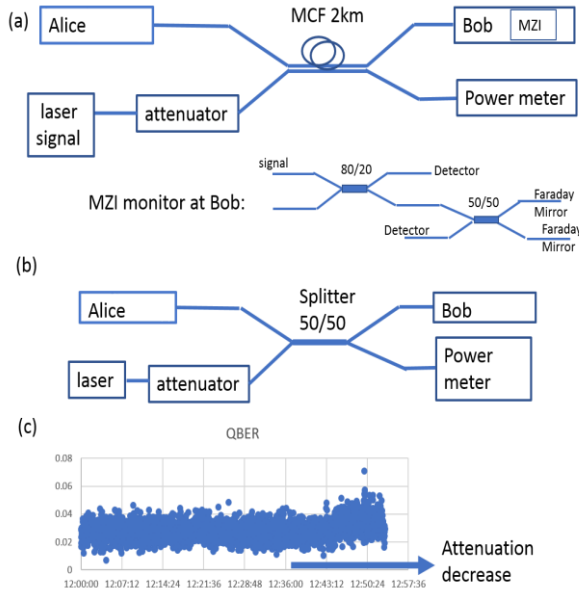 (a)
MCF 2km
Alice
Bob
MZI
laser
signal
attenuator
Power meter
MZI monitor at Bob:
signal
80/20
Detector
50/50
Faraday
Mirror
Detector
Faraday
Mirror
(b)
Alice
Splitter
50/50
Bob
laser
attenuator
Power
meter
(c)
QBER
0.08
0.06
0.04
0.02
0
12:00:00 12:07:12 12:14:24 12:21:36 12:28:48 12:36:00 12:43:12 12:50:24 12:57:36
Attenuation
decrease